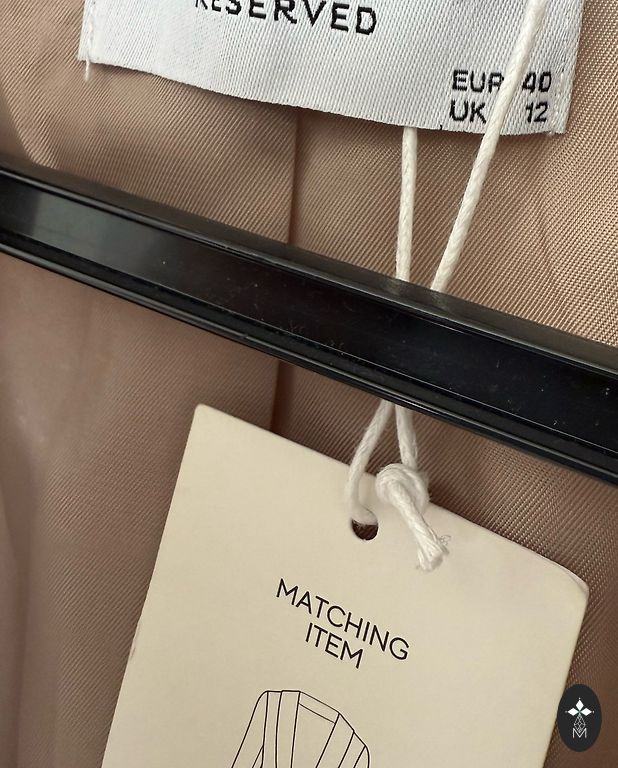 RESERVED
EUR 40
UK 12
MATCHING
ITEM
M